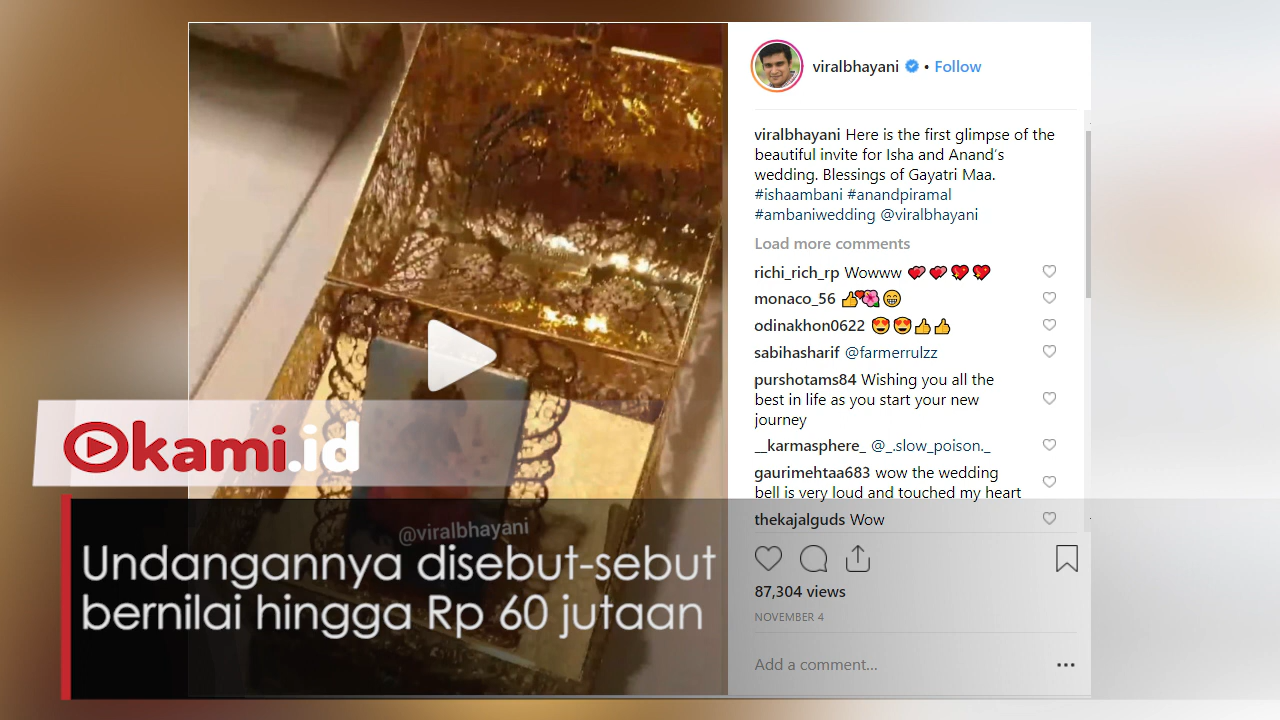 viralbhayani • Follow
viralbhayani Here is the first glimpse of the
beautiful invite for Isha and Anand's
wedding. Blessings of Gayatri Maa.
#ishaambani #anandpiramal
#ambaniwedding @viralbhayani
Load more comments
richi_rich_rp Wowww 💕💕💖💖
monaco_56 👍💕🌸😁
odinakhon0622 😍😍👍👍
sabihasharif @farmerrulzz
purshotams84 Wishing you all the
best in life as you start your new
journey
__karmasphere_ @_.slow_poison._
gaurimehtaa683 wow the wedding
bell is very loud and touched my heart
thekajalguds Wow
87,304 views
NOVEMBER 4
Add a comment...
Okami.id
@viralbhayani
Undangannya disebut-sebut
bernilai hingga Rp 60 jutaan